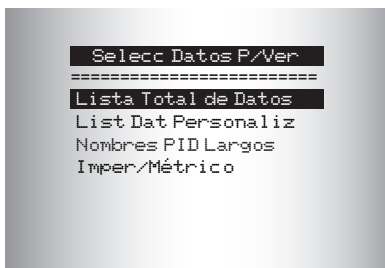 Selecc Datos P/Ver
=========================
Lista Total de Datos
List Dat Personaliz
Nombres PID Largos
Imper/Métrico